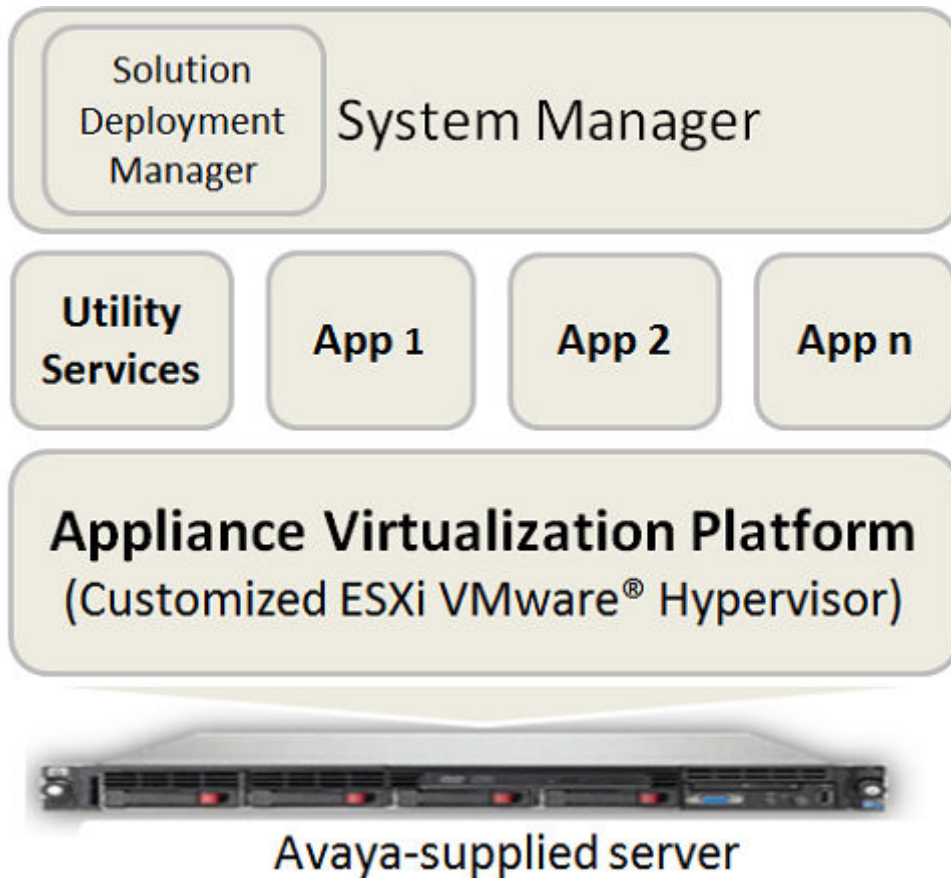 Solution
Deployment
Manager
System Manager
Utility
Services
App 1
App 2
App n
Appliance Virtualization Platform
(Customized ESXi VMware® Hypervisor)
Avaya-supplied server